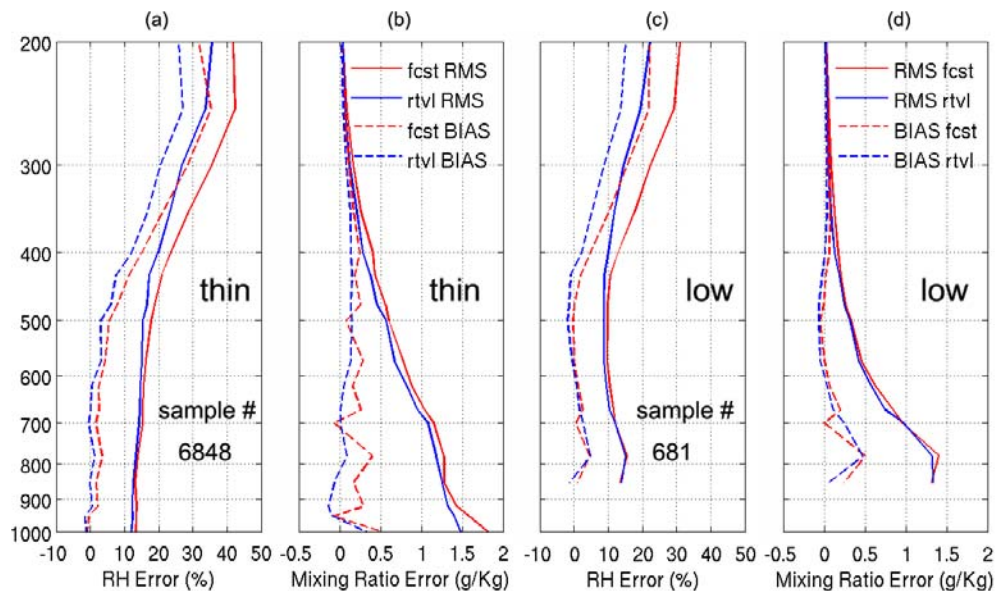 (a) (b) (c) (d)
200
300
400
500
600
700
800
900
1000
fcst RMS
rtvl RMS
fcst BIAS
rtvl BIAS
RMS fcst
RMS rtvl
BIAS fcst
BIAS rtvl
thin
thin
low
low
sample #
6848
sample #
681
-10 0 10 20 30 40 50
-0.5 0 0.5 1 1.5 2
-10 0 10 20 30 40 50
-0.5 0 0.5 1 1.5 2
RH Error (%)
Mixing Ratio Error (g/Kg)
RH Error (%)
Mixing Ratio Error (g/Kg)